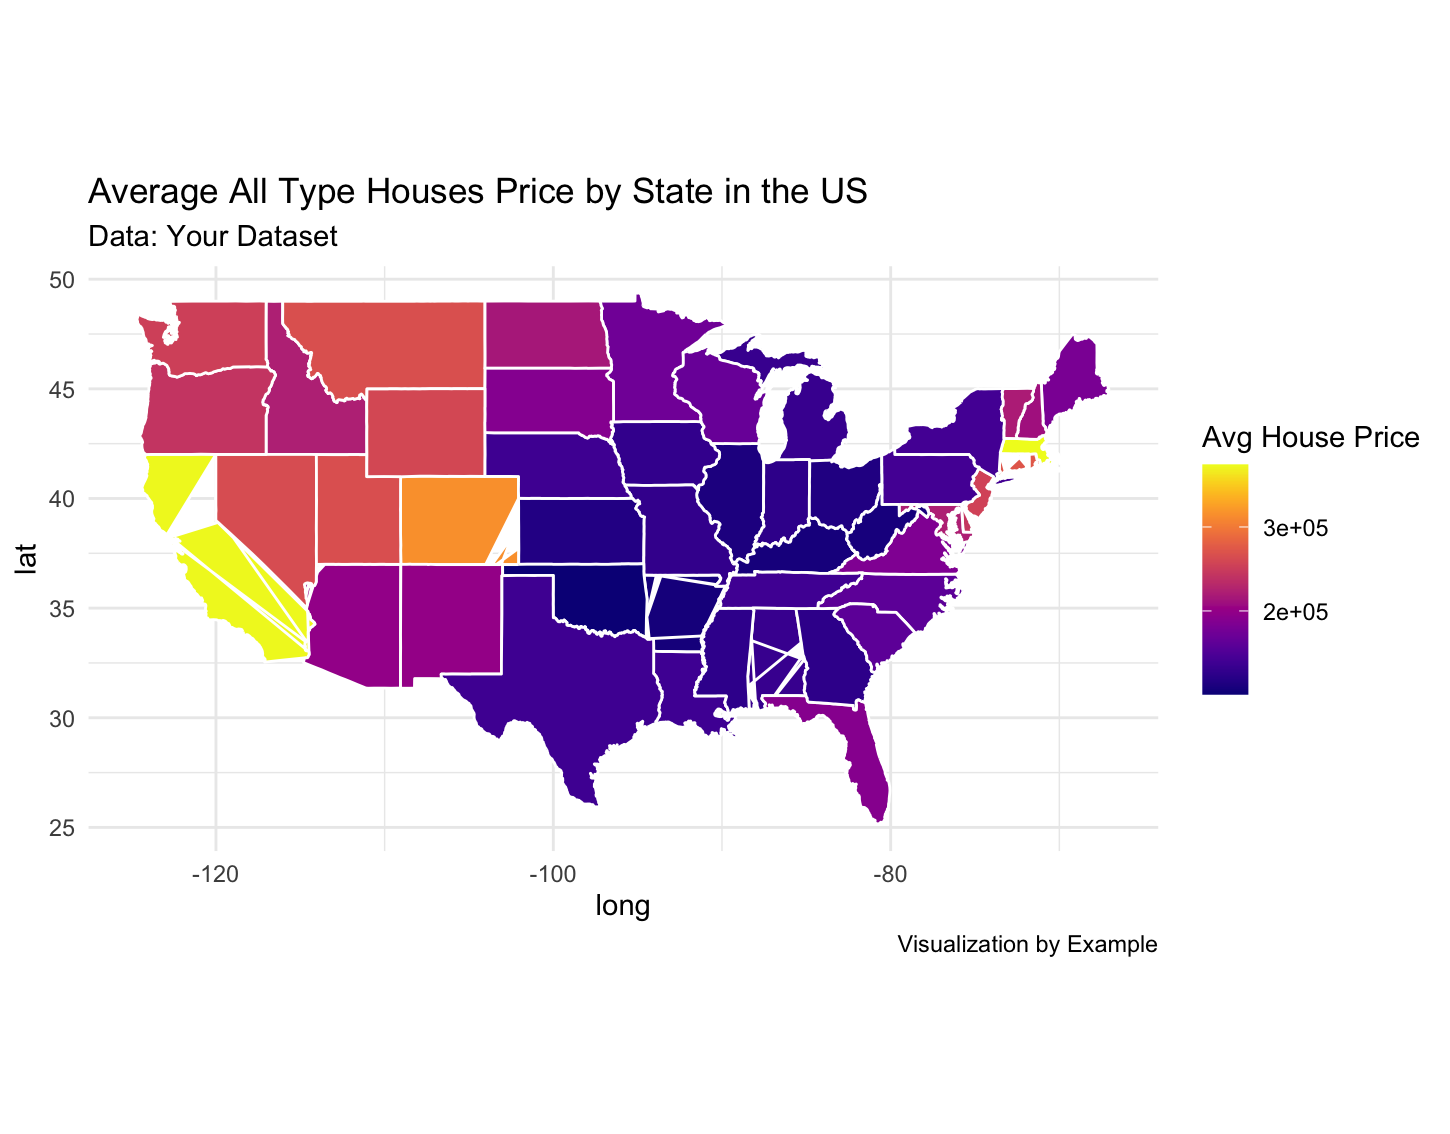 Average All Type Houses Price by State in the US
Data: Your Dataset
50
45
40
35
30
25
lat
-120
-100
-80
long
Avg House Price
3e+05
2e+05
Visualization by Example